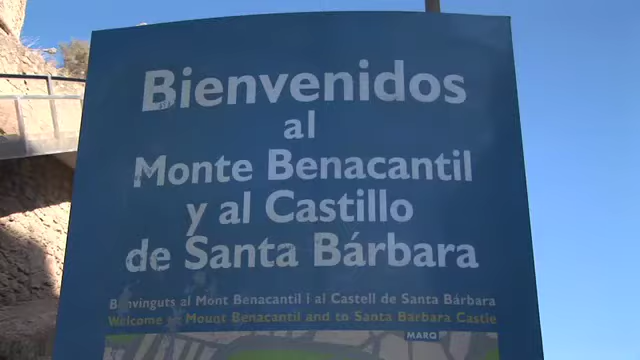 Bienvenidos
al
Monte Benacantil
y al Castillo
de Santa Bárbara
Benvinguts al Mont Benacantil i al Castell de Santa Bárbara
Welcome to Mount Benacantil and to Santa Bárbara Castle
MARQ